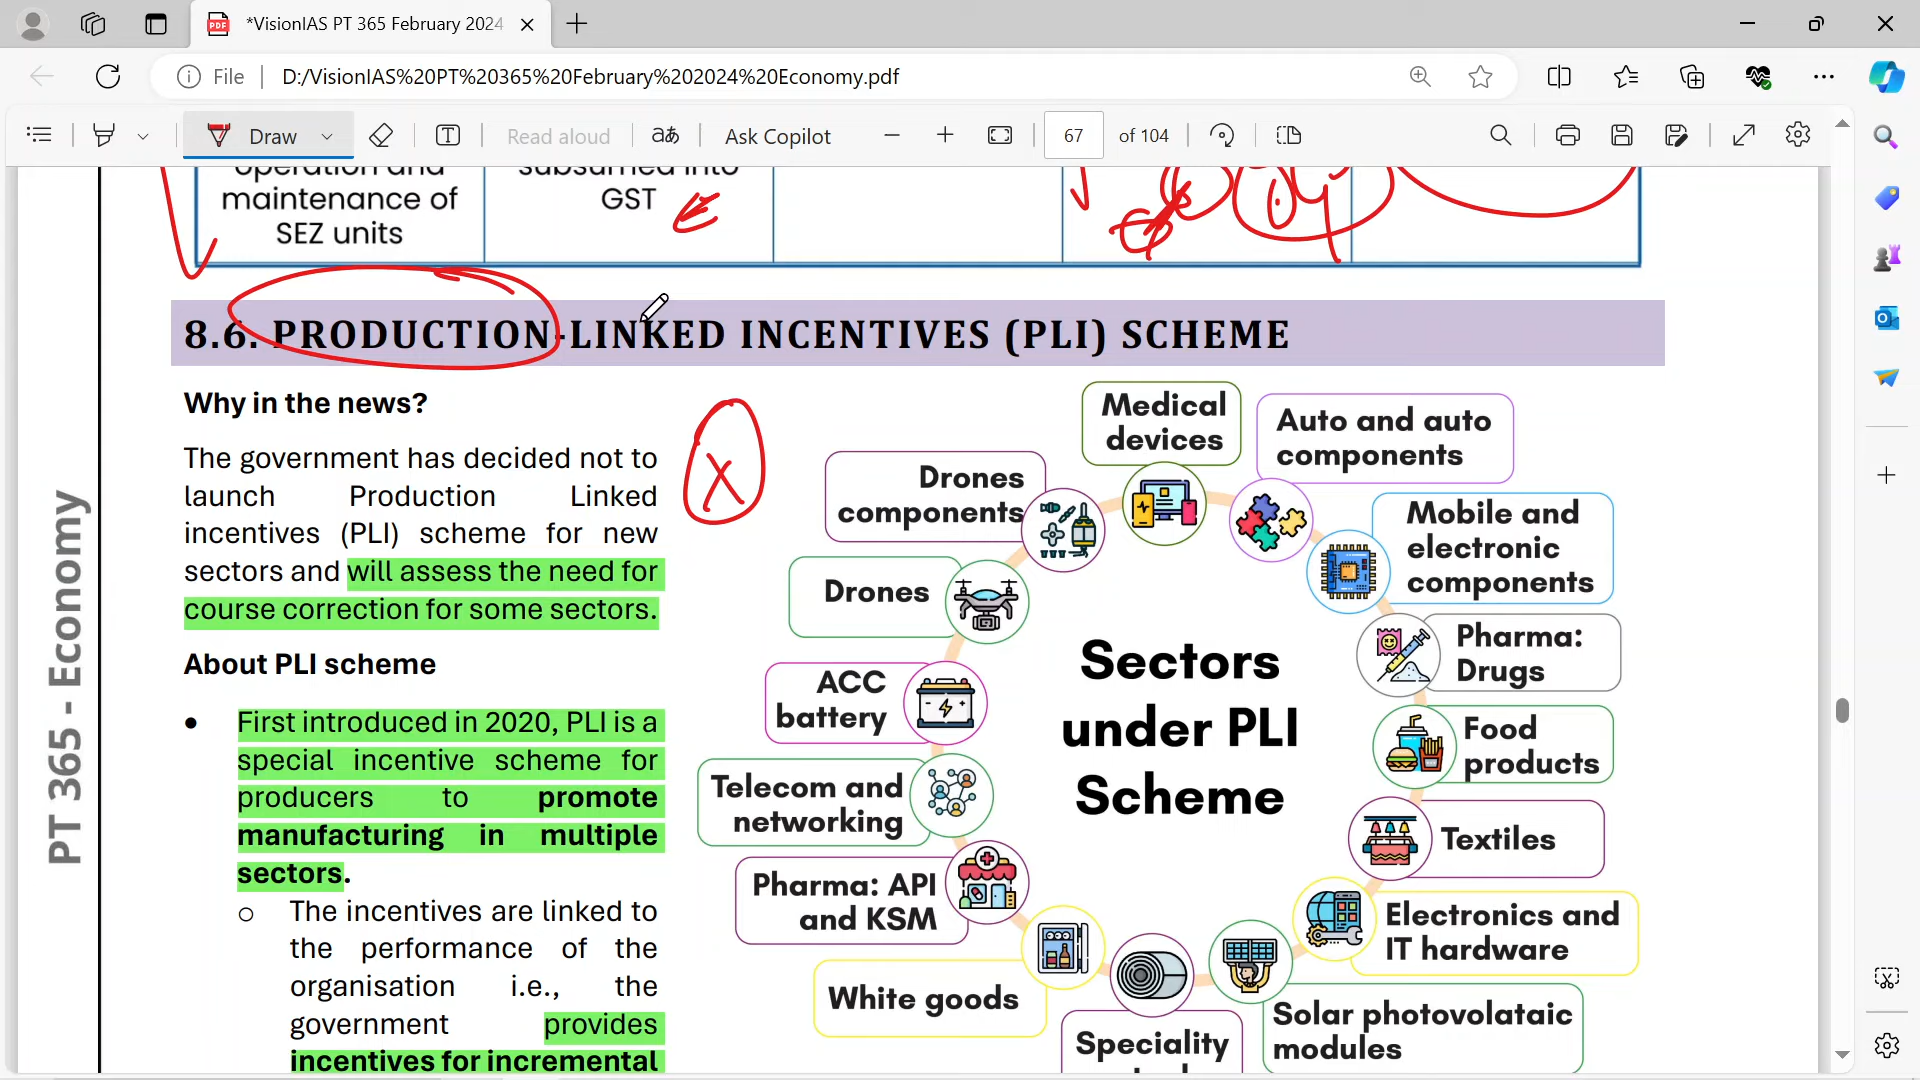 *VisionIAS PT 365 February 2024
File
D:/VisionIAS%20PT%20365%20February%202024%20Economy.pdf
Draw
Read aloud
aあ
Ask Copilot
67 of 104
operation and
maintenance of
SEZ units
subsumed into
GST
8.6. PRODUCTION-LINKED INCENTIVES (PLI) SCHEME
Why in the news?
The government has decided not to
launch Production Linked
incentives (PLI) scheme for new
sectors and will assess the need for
course correction for some sectors.
About PLI scheme
• First introduced in 2020, PLI is a
special incentive scheme for
producers to promote
manufacturing in multiple
sectors.
o The incentives are linked to
the performance of the
organisation i.e., the
government provides
incentives for incremental
X
Medical
devices
Auto and auto
components
Drones
components
Mobile and
electronic
components
Drones
Pharma:
Drugs
ACC
battery
Food
products
Sectors
under PLI
Scheme
Telecom and
networking
Textiles
Pharma: API
and KSM
Electronics and
IT hardware
White goods
Solar photovolataic
modules
Speciality
PT 365 - Economy